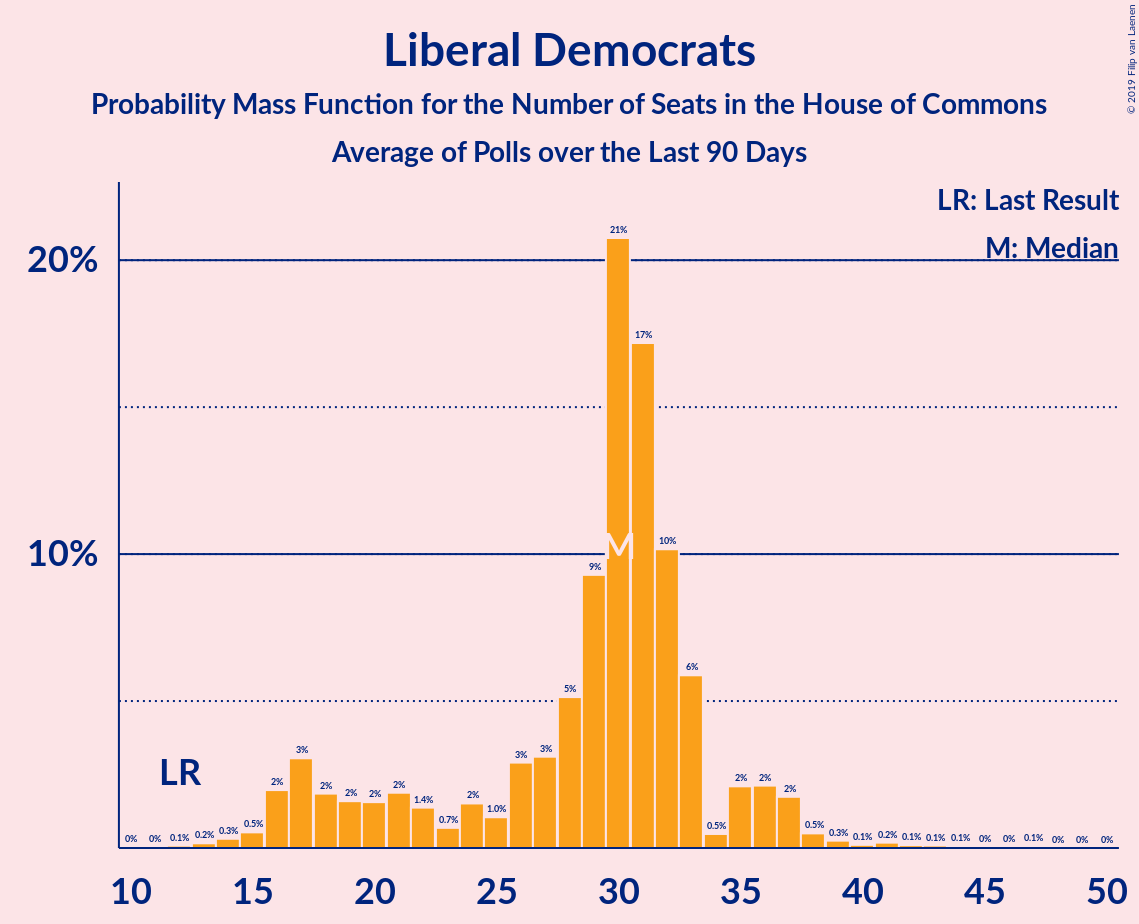 Liberal Democrats
Probability Mass Function for the Number of Seats in the House of Commons
Average of Polls over the Last 90 Days
© 2019 Filip van Laenen
LR: Last Result
M: Median
20%
10%
0% 0% 0.1% 0.2% 0.3% 0.5% 2% 3% 2% 2% 2% 2% 1.4% 0.7% 2% 1.0% 3% 3% 5% 9% 21% 17% 10% 6% 0.5% 2% 2% 2% 0.5% 0.3% 0.1% 0.2% 0.1% 0.1% 0.1% 0% 0% 0.1% 0% 0% 0%
M
LR
10 15 20 25 30 35 40 45 50